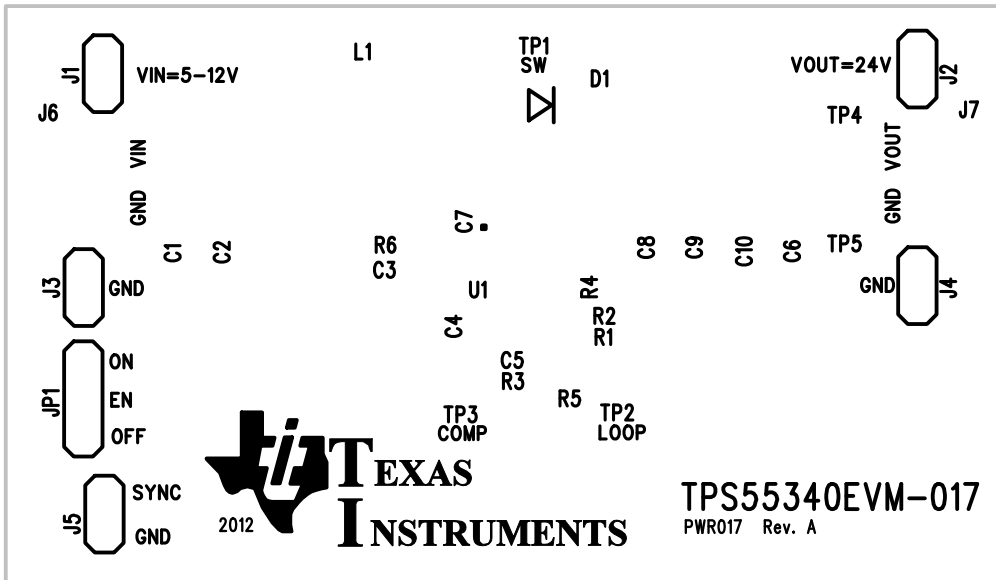 L1
TP1
SW
D1
J1
VIN=5-12V
VOUT=24V
J2
J6
TP4
J7
VIN
VOUT
GND
GND
C7
C1
C2
R6
C3
C8
C9
C10
C6
TP5
J3
GND
U1
R4
GND
J4
C4
R2
R1
ON
C5
R3
JP1
EN
R5
OFF
TP3
COMP
TP2
LOOP
TEXAS
INSTRUMENTS
SYNC
J5
GND
2012
TPS55340EVM-017
PWR017 Rev. A